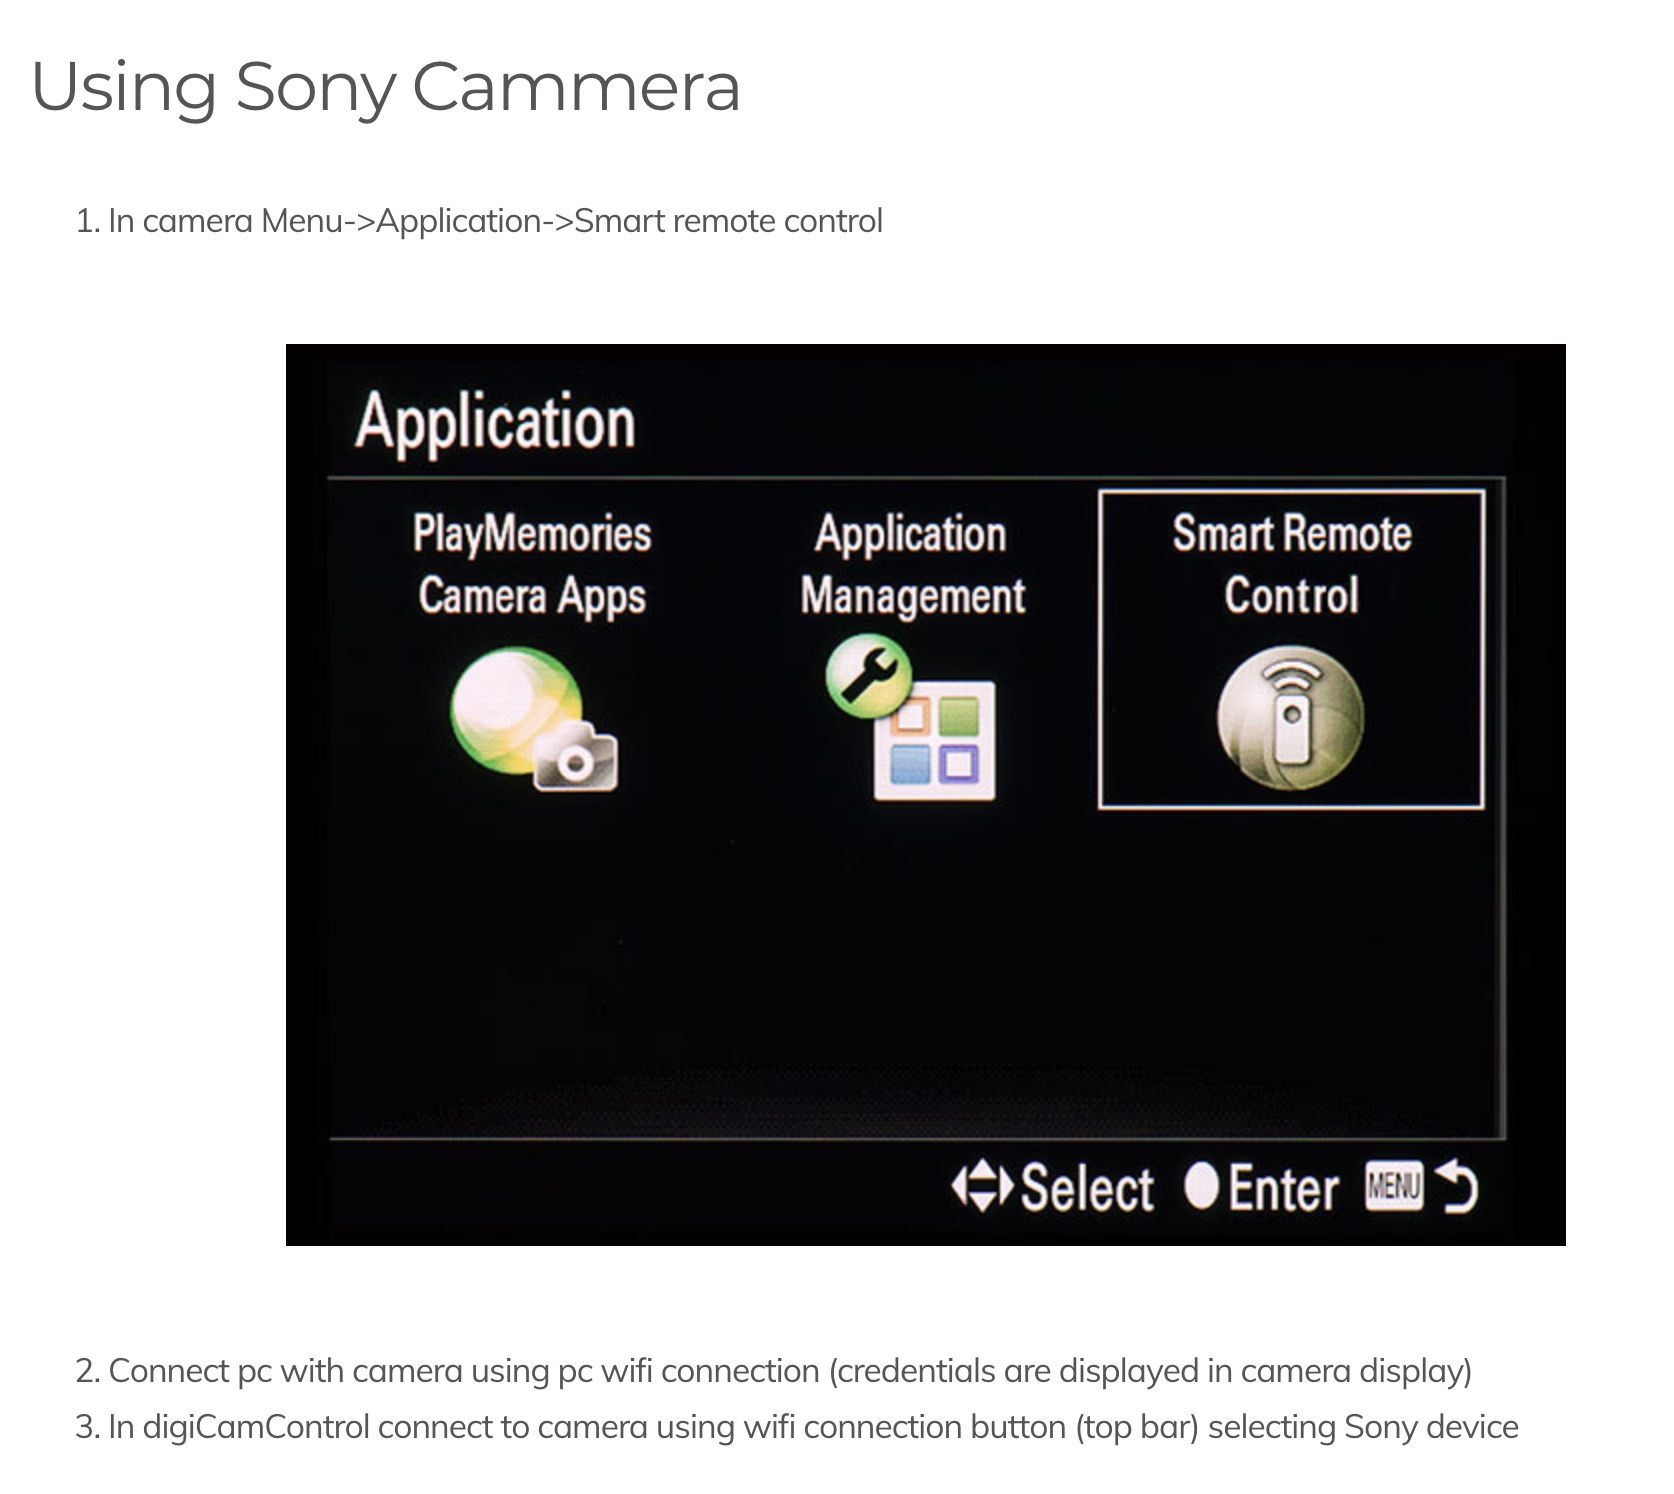 Using Sony Cammera
1. In camera Menu->Application->Smart remote control
Application
PlayMemories
Camera Apps
Application
Management
Smart Remote
Control
Select Enter MENU
2. Connect pc with camera using pc wifi connection (credentials are displayed in camera display)
3. In digiCamControl connect to camera using wifi connection button (top bar) selecting Sony device